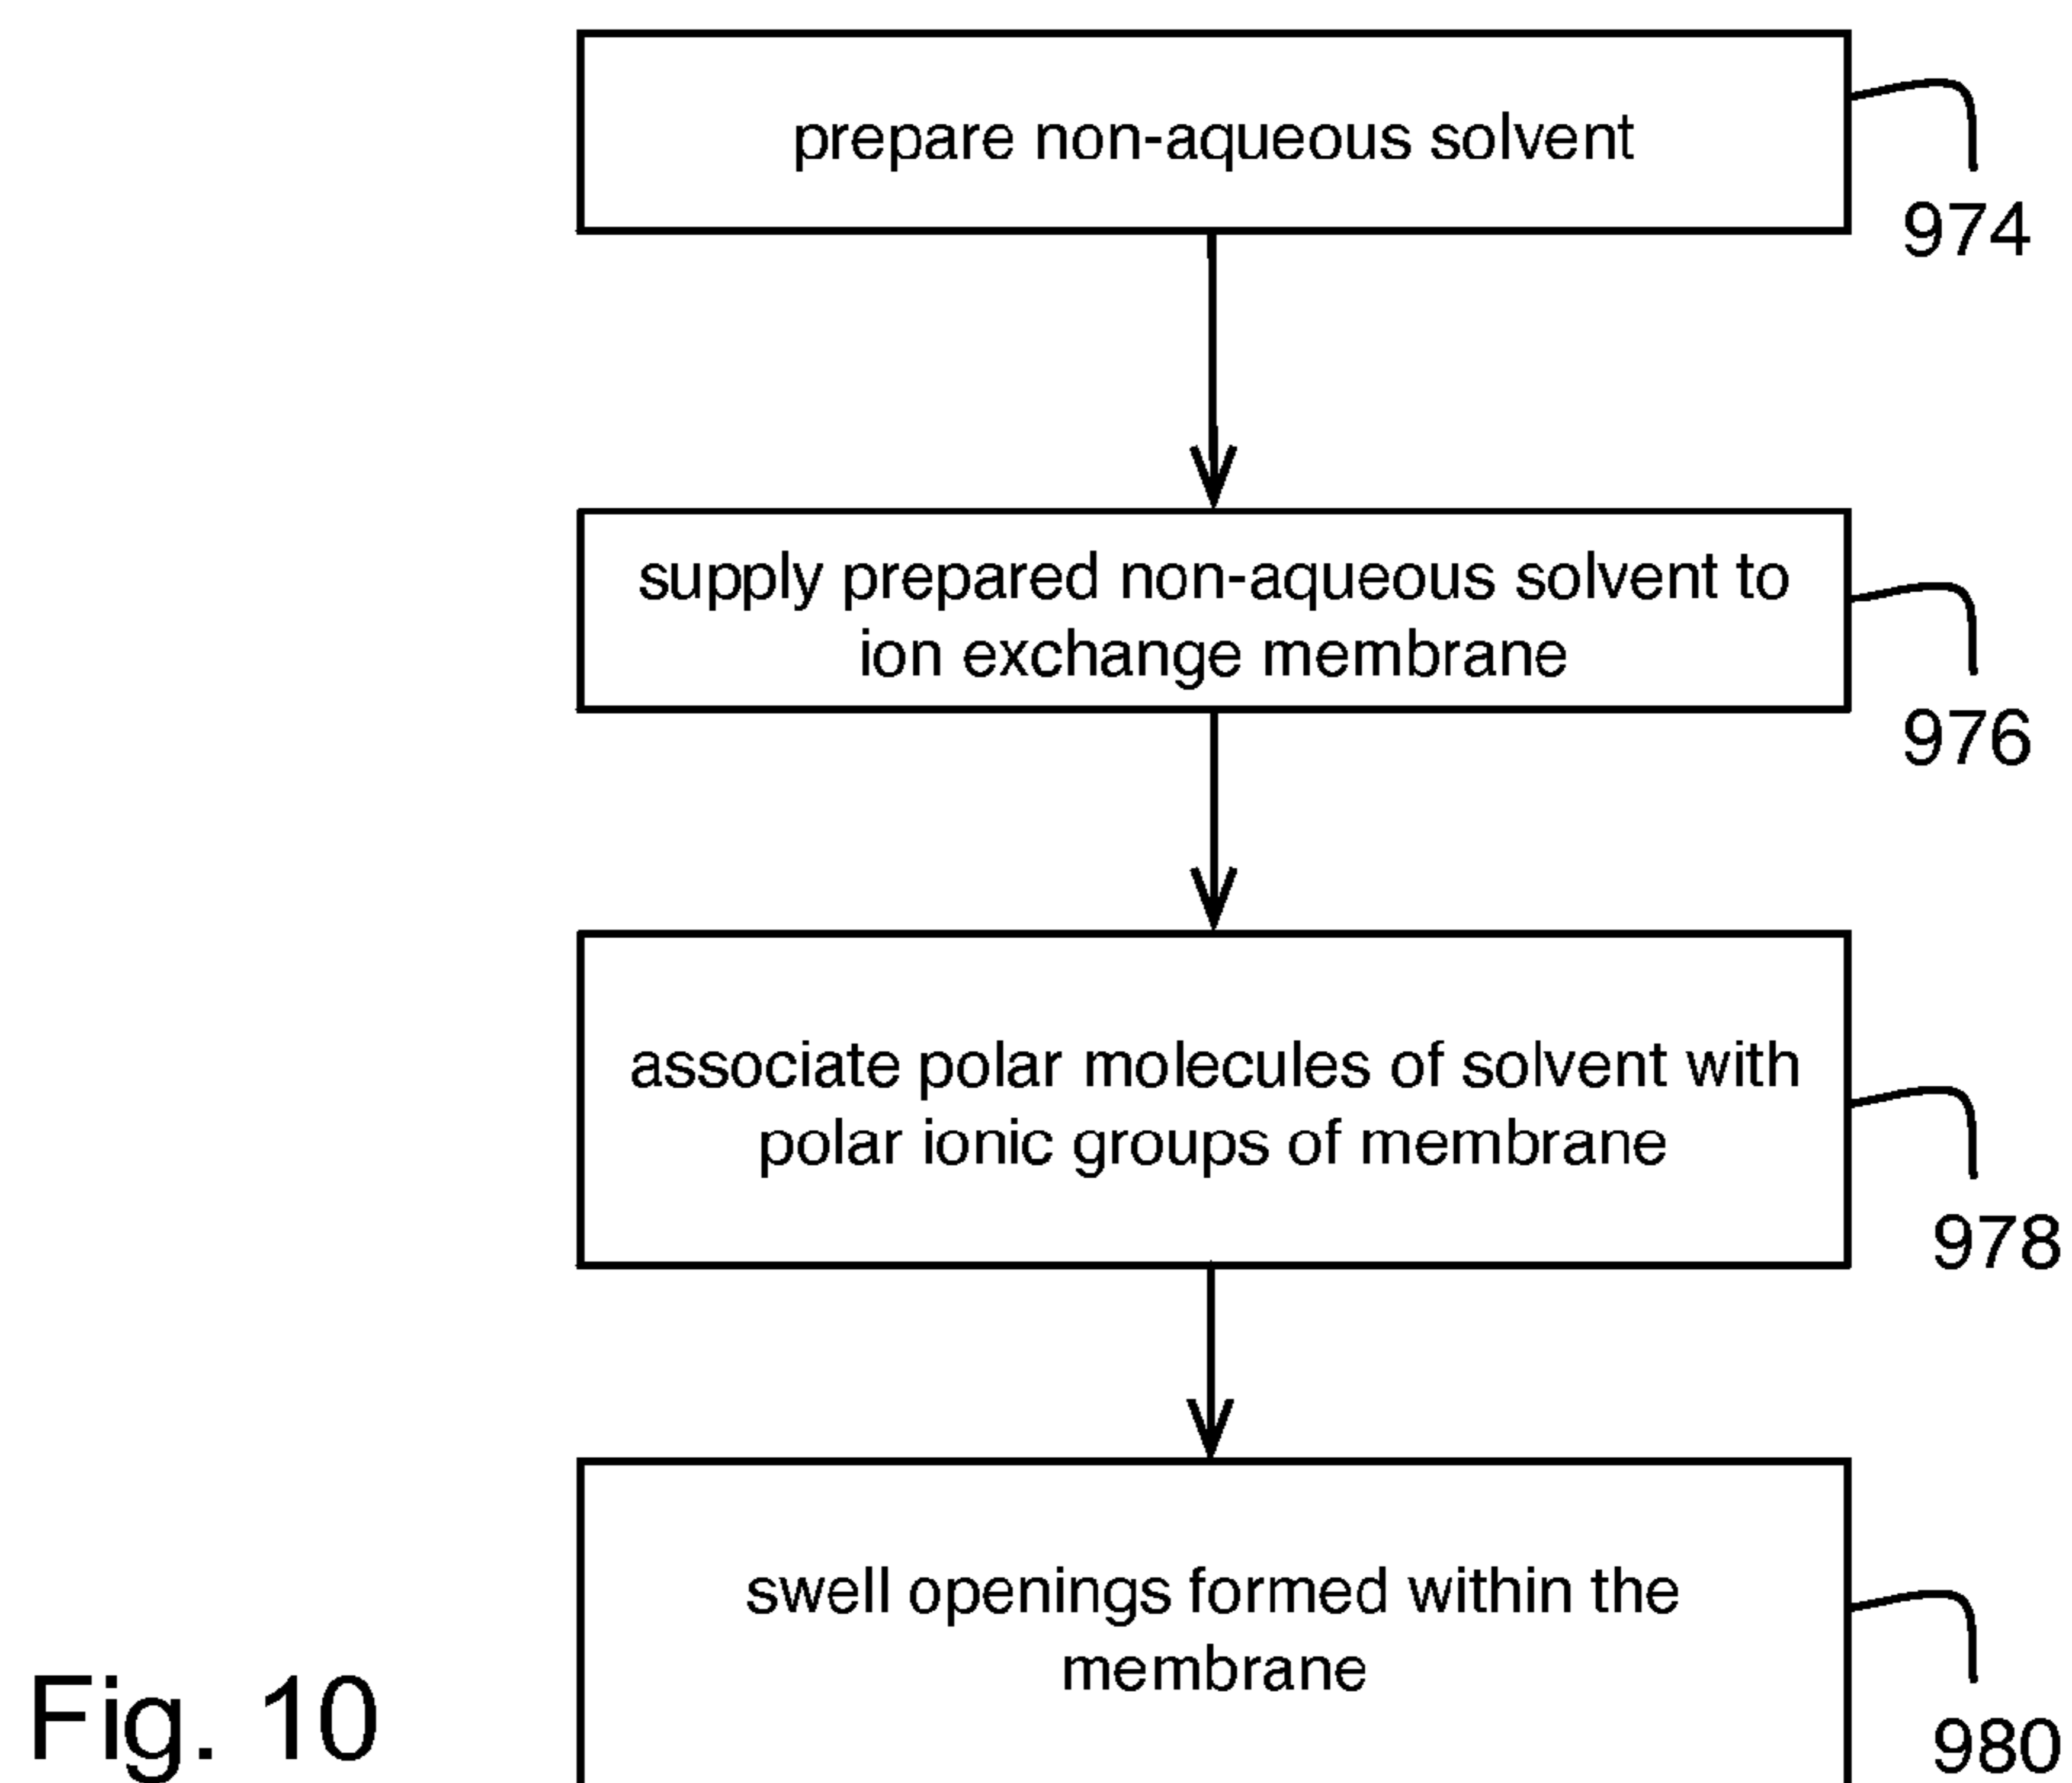 prepare non-aqueous solvent
974
supply prepared non-aqueous solvent to
ion exchange membrane
976
associate polar molecules of solvent with
polar ionic groups of membrane
978
swell openings formed within the
membrane
980
Fig. 10